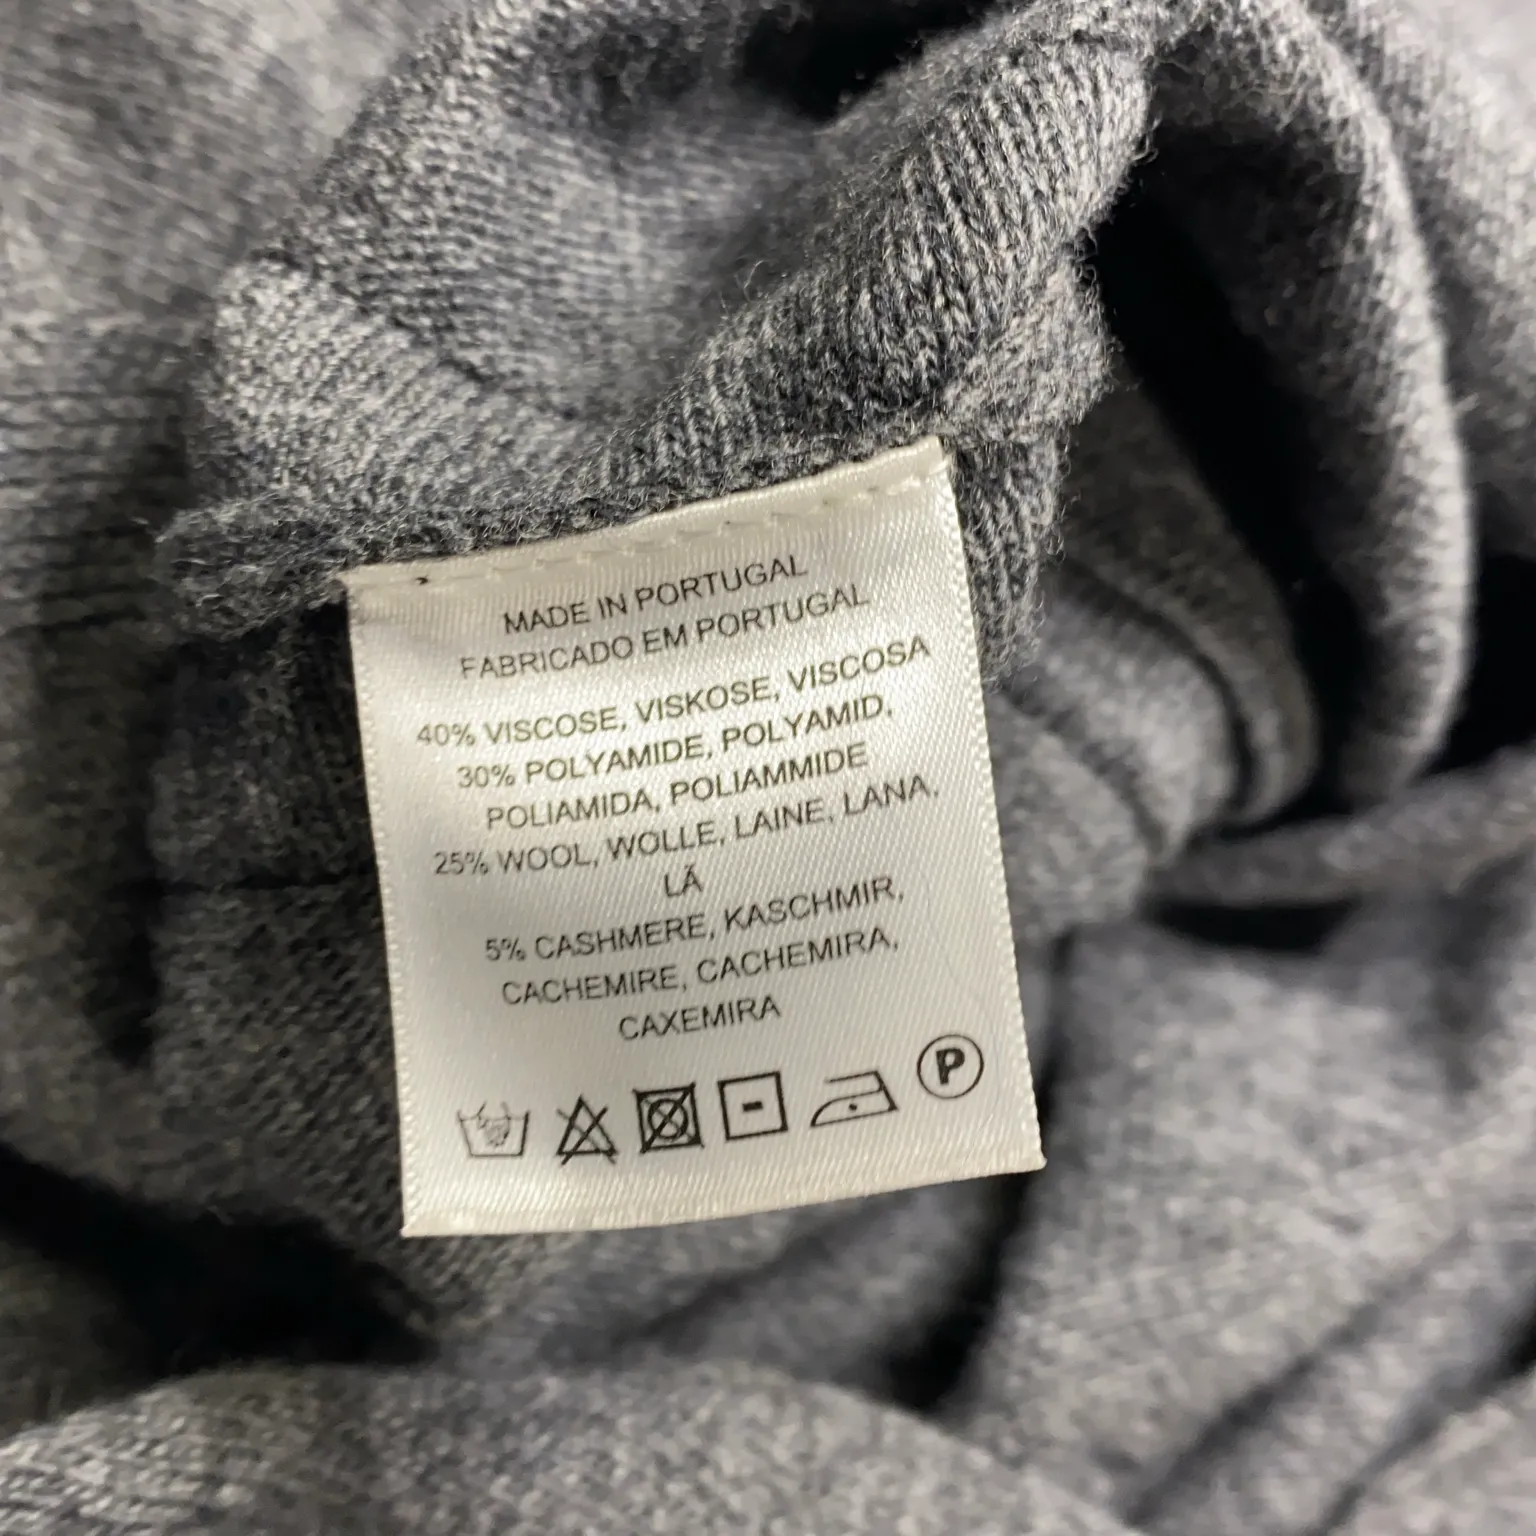 MADE IN PORTUGAL
FABRICADO EM PORTUGAL
40% VISCOSE, VISKOSE, VISCOSA
30% POLYAMIDE, POLYAMID,
POLIAMIDA, POLIAMMIDE
25% WOOL, WOLLE, LAINE, LANA,
LÃ
5% CASHMERE, KASCHMIR,
CACHEMIRE, CACHEMIRA,
CAXEMIRA
P